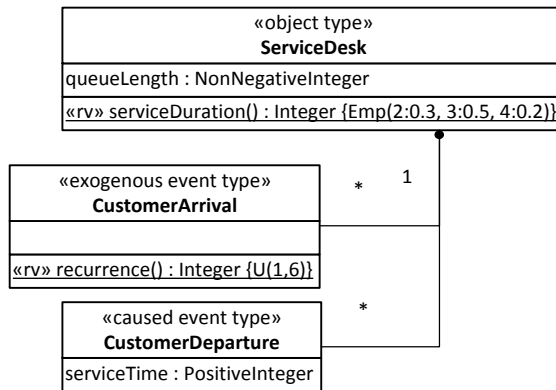 «object type»
ServiceDesk
queueLength : NonNegativeInteger
«rv» serviceDuration() : Integer {Emp(2:0.3, 3:0.5, 4:0.2)}
«exogenous event type»
CustomerArrival
* 1
«rv» recurrence() : Integer {U(1,6)}
«caused event type»
CustomerDeparture
*
serviceTime : PositiveInteger